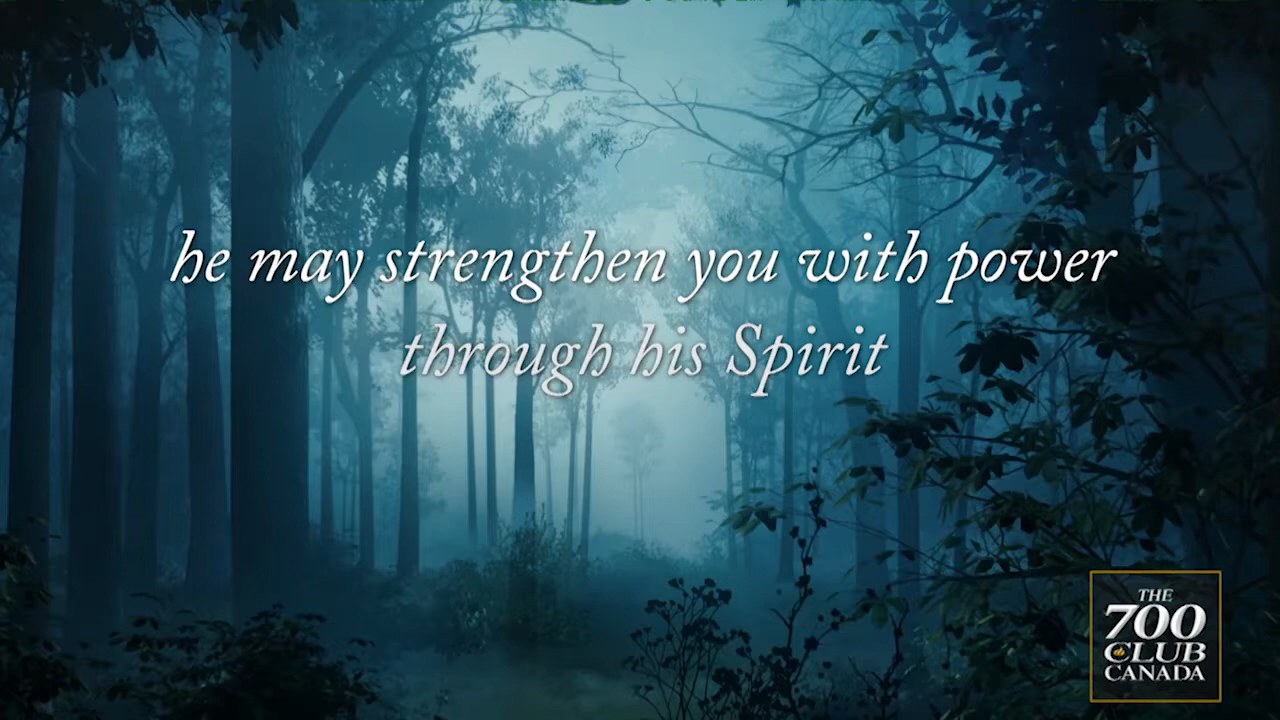 he may strengthen you with power
through his Spirit
THE
700
CLUB
CANADA